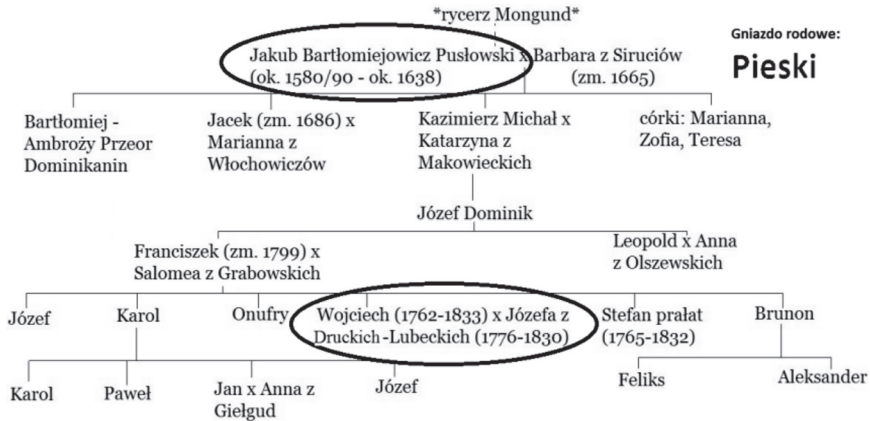 *rycerz Mongund*
Gniazdo rodowe:
Pieski
Jakub Bartłomiejowicz Pusłowski x Barbara z Siruciów
(ok. 1580/90 - ok. 1638) (zm. 1665)
Bartłomiej -
Ambroży Przeor
Dominikanin
Jacek (zm. 1686) x
Marianna z
Włochowiczów
Kazimierz Michał x
Katarzyna z
Makowieckich
córki: Marianna,
Zofia, Teresa
Józef Dominik
Franciszek (zm. 1799) x
Salomea z Grabowskich
Leopold x Anna
z Olszewskich
Józef
Karol
Onufry
Wojciech (1762-1833) x Józefa z
Druckich-Lubeckich (1776-1830)
Stefan prałat
(1765-1832)
Brunon
Karol
Paweł
Jan x Anna z
Giełgud
Józef
Feliks
Aleksander